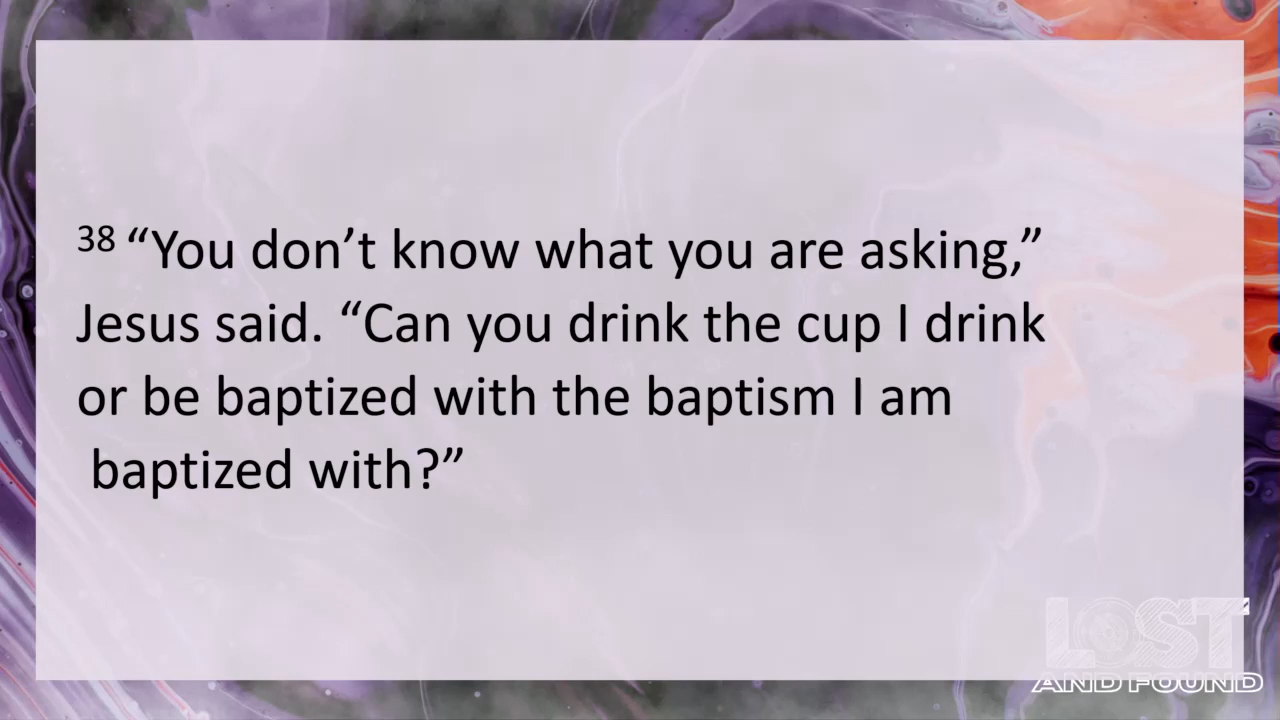 38 “You don’t know what you are asking,”
Jesus said. “Can you drink the cup I drink
or be baptized with the baptism I am
baptized with?”
LOST
AND FOUND